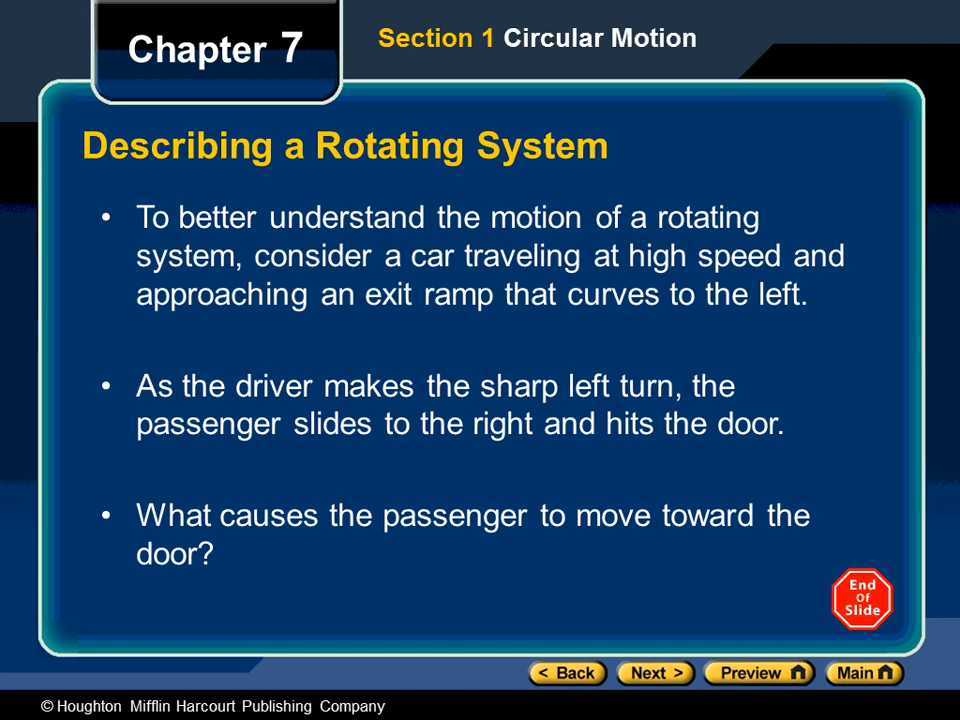 Chapter 7
Section 1 Circular Motion
Describing a Rotating System
• To better understand the motion of a rotating
system, consider a car traveling at high speed and
approaching an exit ramp that curves to the left.
• As the driver makes the sharp left turn, the
passenger slides to the right and hits the door.
• What causes the passenger to move toward the
door?
End
Of
Slide
< Back
Next >
Preview
Main
© Houghton Mifflin Harcourt Publishing Company